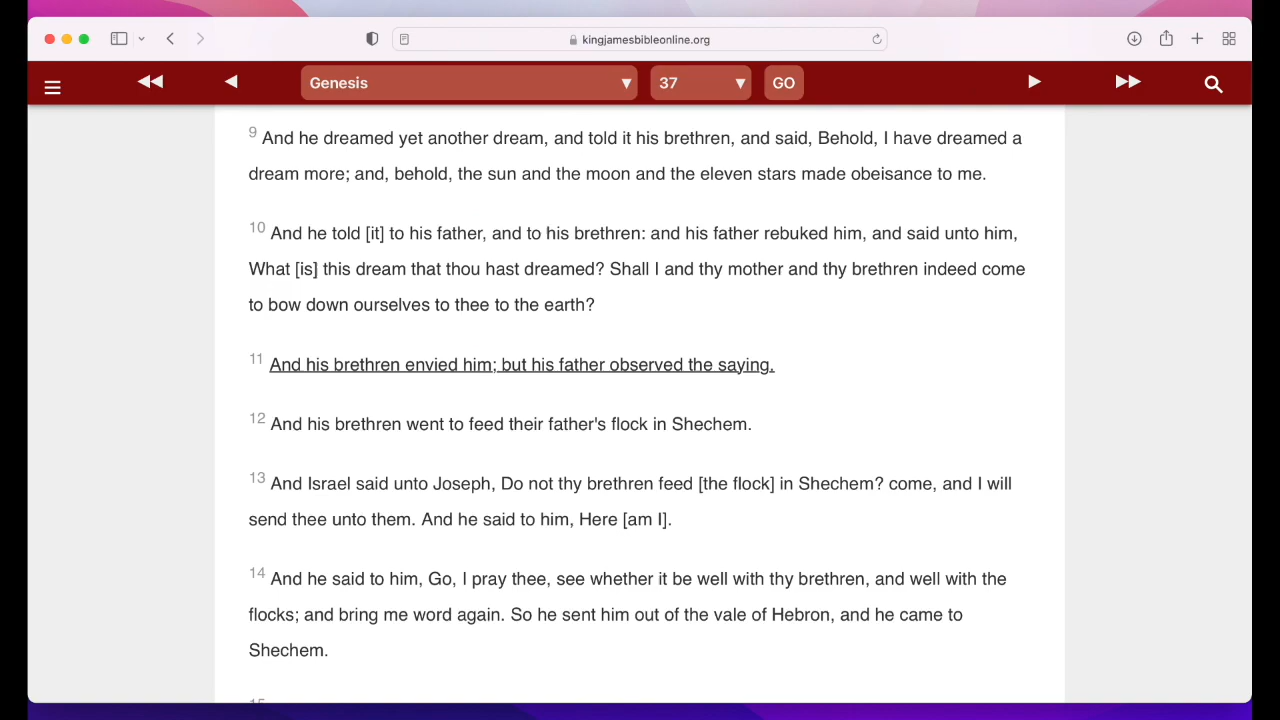 kingjamesbibleonline.org
Genesis ▼ 37 ▼ GO
9 And he dreamed yet another dream, and told it his brethren, and said, Behold, I have dreamed a
dream more; and, behold, the sun and the moon and the eleven stars made obeisance to me.
10 And he told [it] to his father, and to his brethren: and his father rebuked him, and said unto him,
What [is] this dream that thou hast dreamed? Shall I and thy mother and thy brethren indeed come
to bow down ourselves to thee to the earth?
11 And his brethren envied him; but his father observed the saying.
12 And his brethren went to feed their father's flock in Shechem.
13 And Israel said unto Joseph, Do not thy brethren feed [the flock] in Shechem? come, and I will
send thee unto them. And he said to him, Here [am I].
14 And he said to him, Go, I pray thee, see whether it be well with thy brethren, and well with the
flocks; and bring me word again. So he sent him out of the vale of Hebron, and he came to
Shechem.